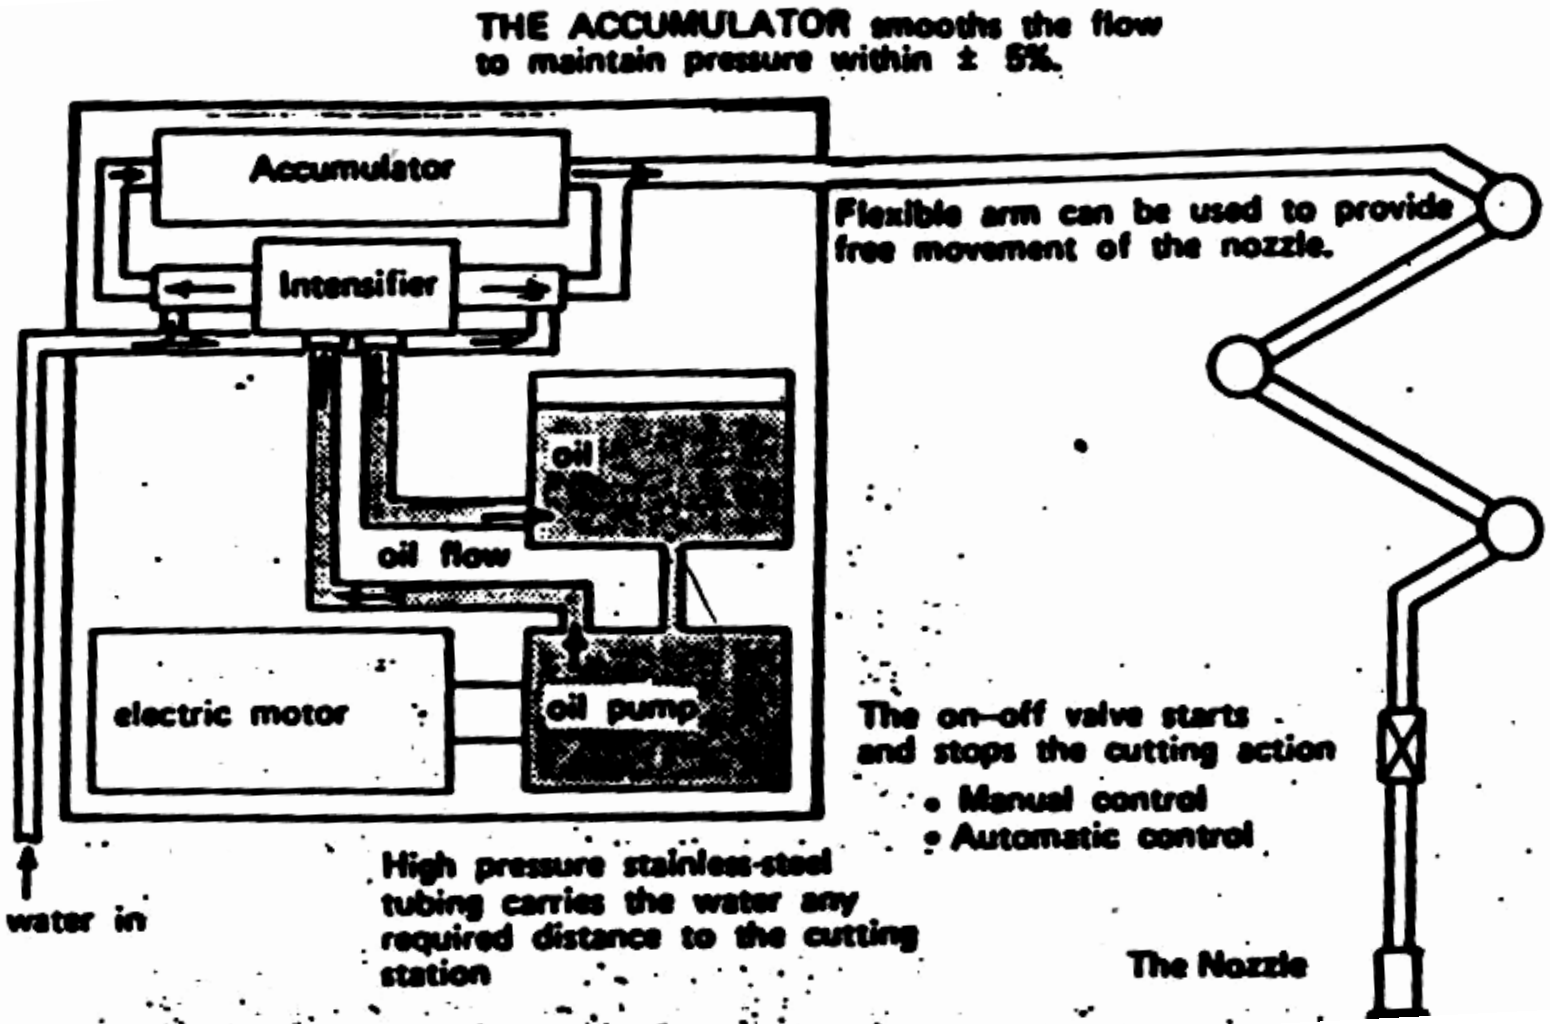 THE ACCUMULATOR smooths the flow
to maintain pressure within ± 5%.
Accumulator
Intensifier
Flexible arm can be used to provide
free movement of the nozzle.
oil
oil flow
electric motor
oil pump
The on-off valve starts
and stops the cutting action
• Manual control
• Automatic control
High pressure stainless-steel
tubing carries the water any
required distance to the cutting
station
water in
The Nozzle